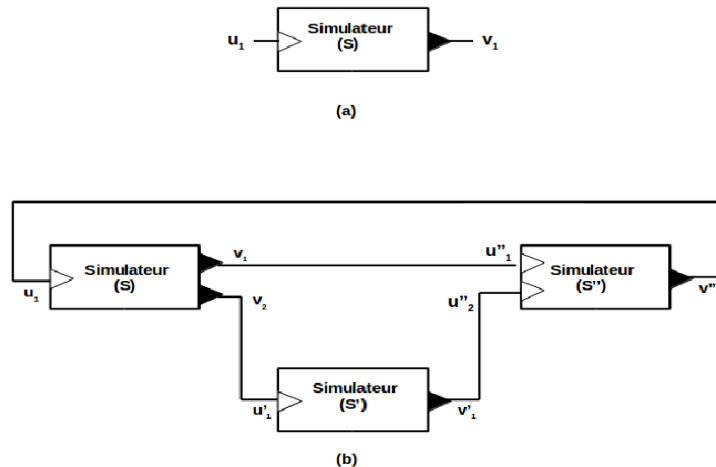 Simulateur
(S)
u1
v1
(a)
v1
u"1
Simulateur
(S)
Simulateur
(S")
u1
v2
u"2
v"
Simulateur
(S')
u'1
v'1
(b)